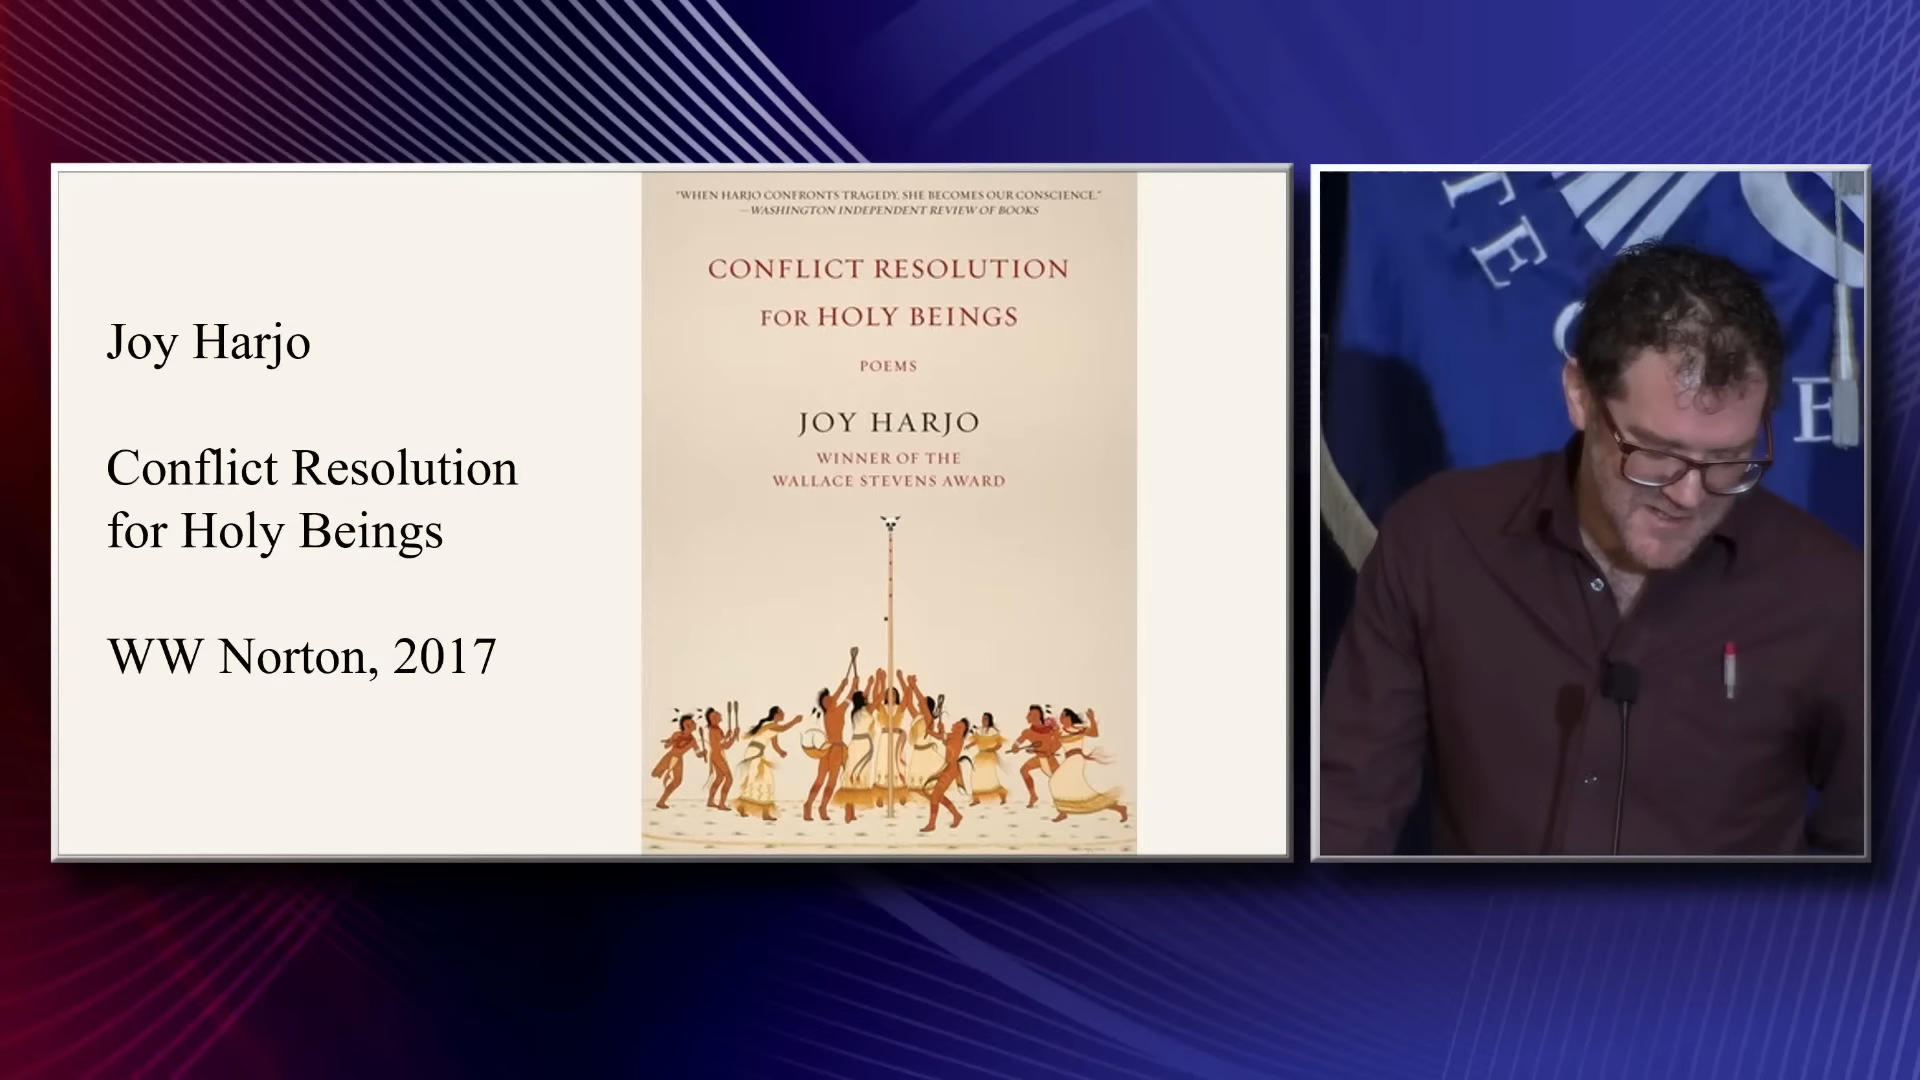 Joy Harjo
Conflict Resolution
for Holy Beings
WW Norton, 2017
"WHEN HARJO CONFRONTS TRAGEDY, SHE BECOMES OUR CONSCIENCE."
—WASHINGTON INDEPENDENT REVIEW OF BOOKS
CONFLICT RESOLUTION
FOR HOLY BEINGS
POEMS
JOY HARJO
WINNER OF THE
WALLACE STEVENS AWARD
TE
E